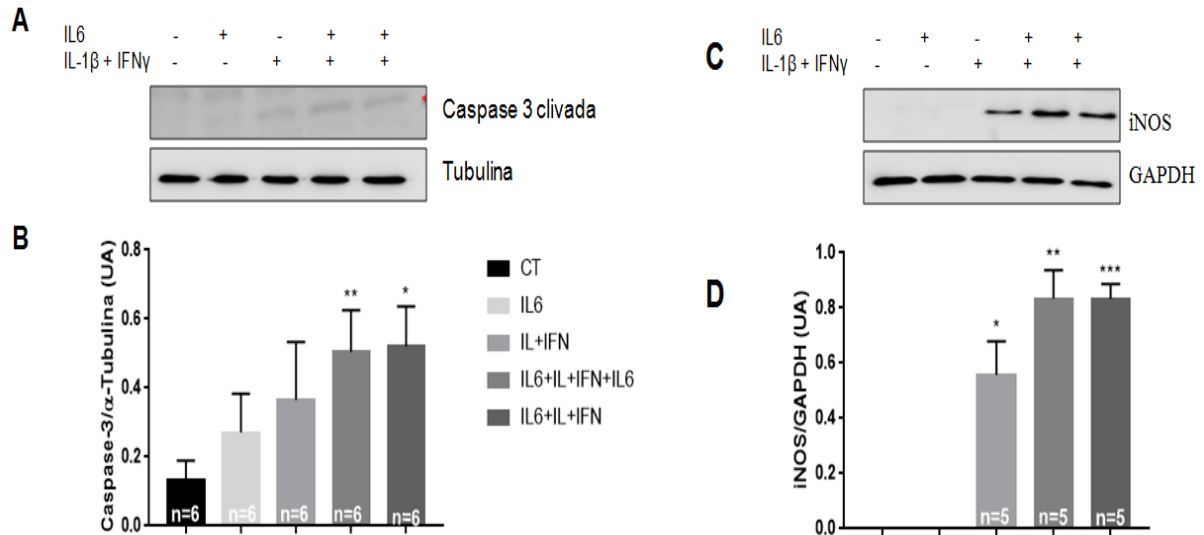 A
IL6 - + - + +
IL-1β + IFNγ - - + + +
Caspase 3 clivada
Tubulina
B
Caspase-3/α-Tubulina (UA)
0.8
0.6
0.4
0.2
0.0
** *
n=6 n=6 n=6 n=6 n=6
CT
IL6
IL+IFN
IL6+IL+IFN+IL6
IL6+IL+IFN
C
IL6 - + - + +
IL-1β + IFNγ - - + + +
iNOS
GAPDH
D
iNOS/GAPDH (UA)
1.0
0.8
0.6
0.4
0.2
0.0
* ** ***
n=5 n=5 n=5